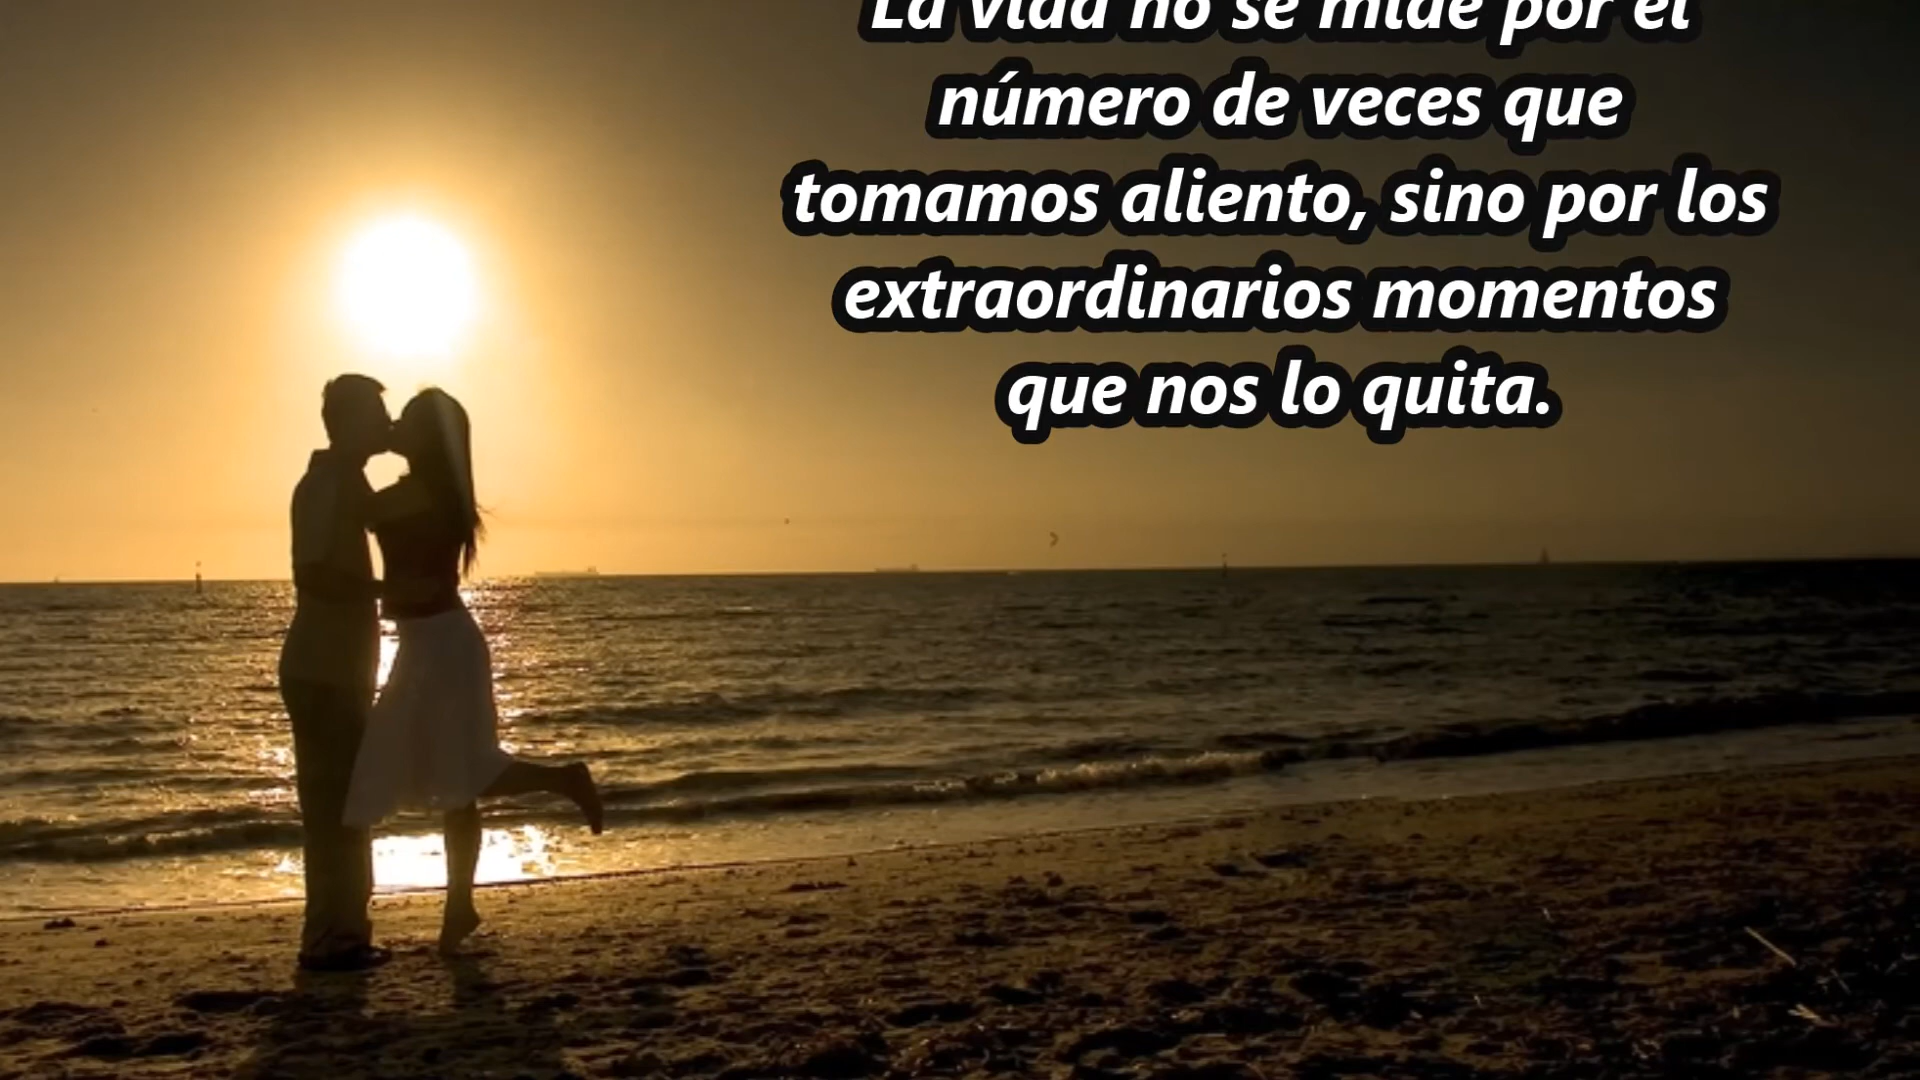 La vida no se mide por el
número de veces que
tomamos aliento, sino por los
extraordinarios momentos
que nos lo quita.